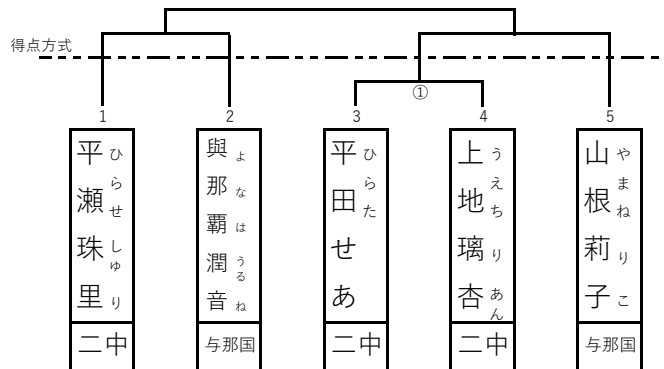 得点方式
①
1
2
3
4
5
平瀬珠里
ひらせ しゅり
二中
與那覇潤音
よなは うるね
与那国
平田せあ
ひらた
二中
上地璃杏
うえち りあん
二中
山根莉子
やまね りこ
与那国